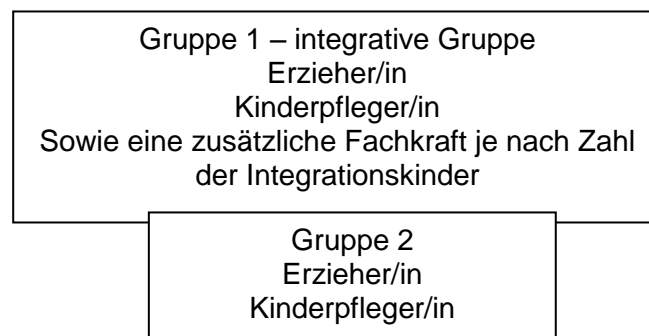 Gruppe 1 – integrative Gruppe
Erzieher/in
Kinderpfleger/in
Sowie eine zusätzliche Fachkraft je nach Zahl
der Integrationskinder
Gruppe 2
Erzieher/in
Kinderpfleger/in